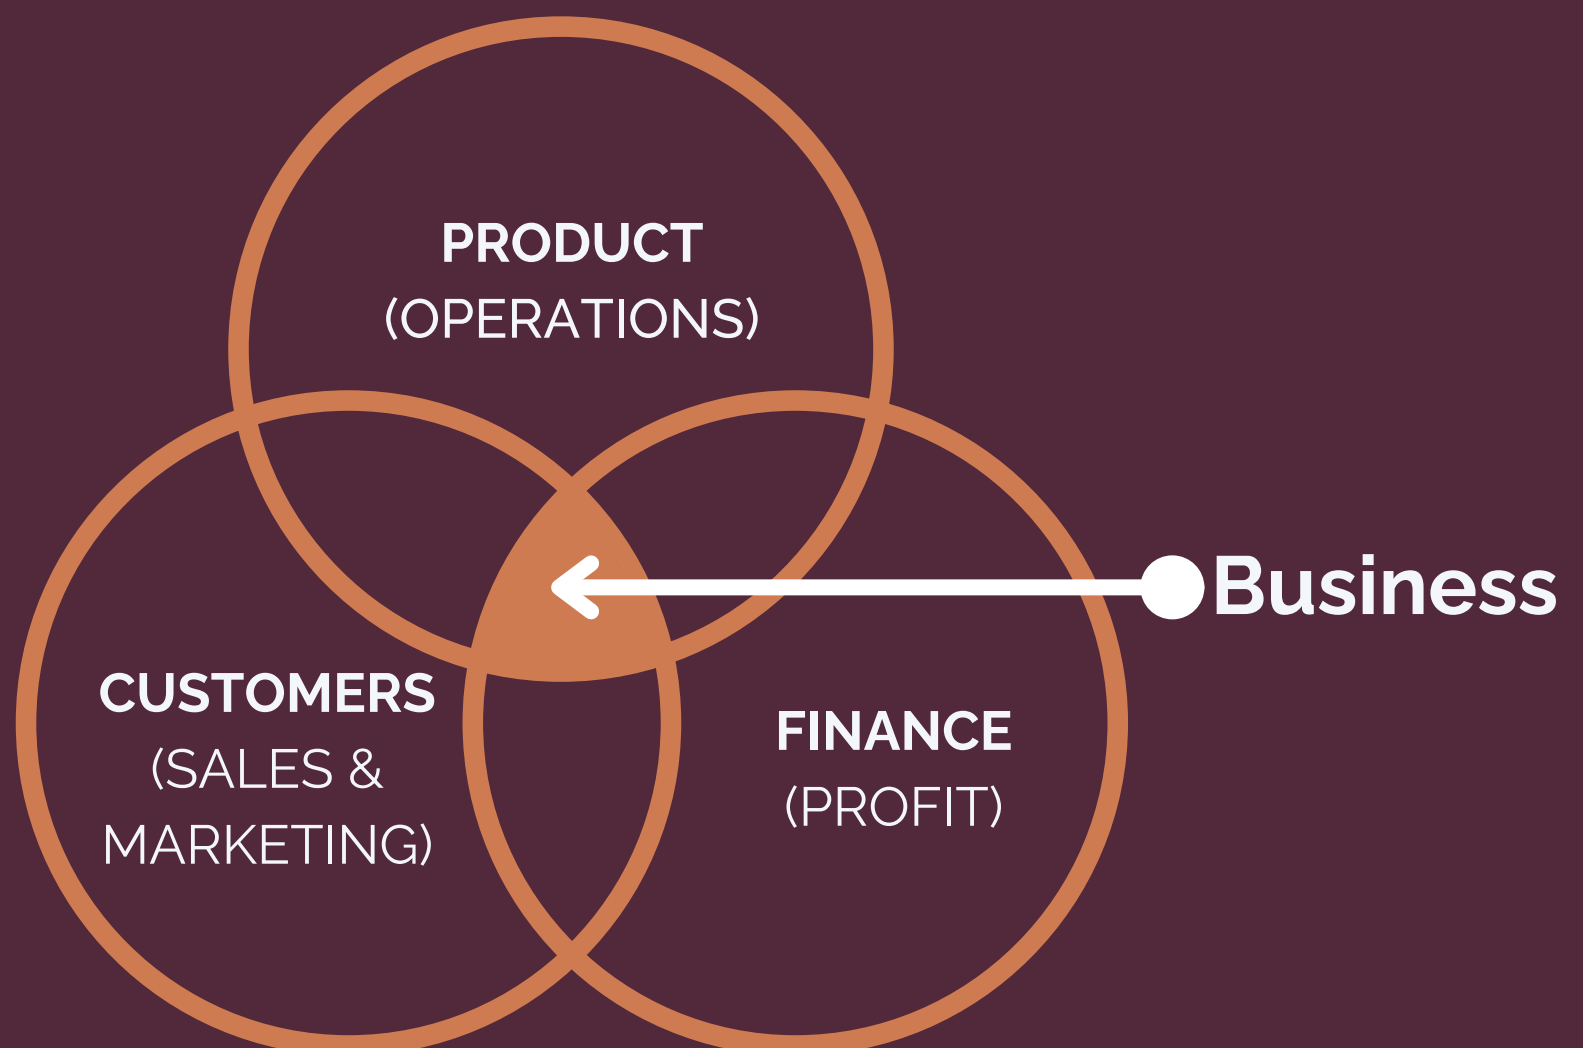 PRODUCT
(OPERATIONS)
Business
CUSTOMERS
(SALES &
MARKETING)
FINANCE
(PROFIT)